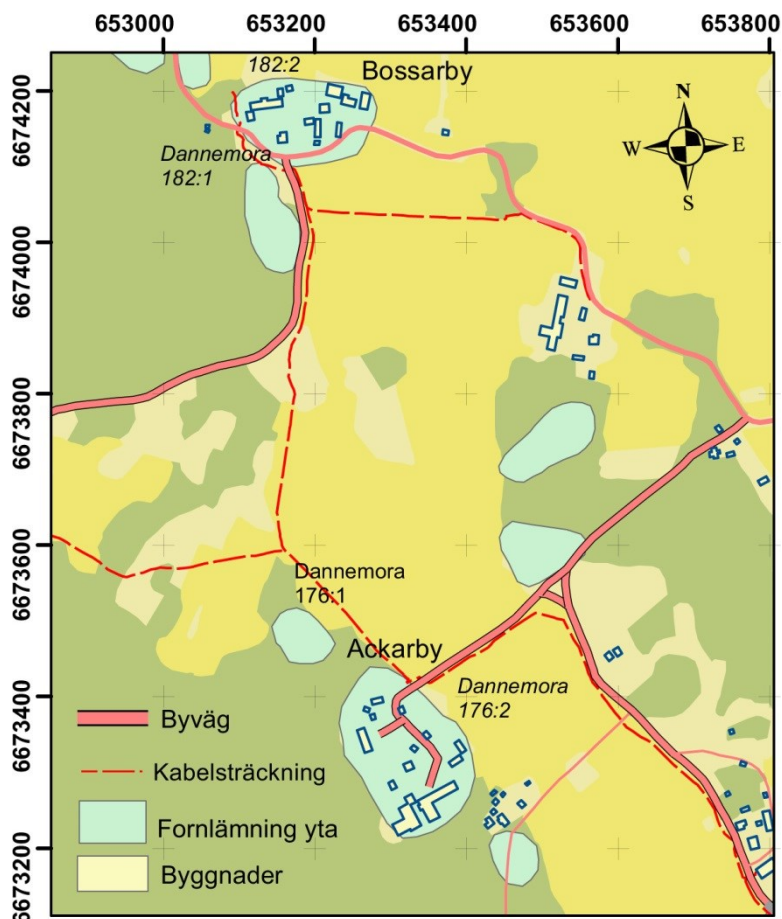 653000 653200 653400 653600 653800
182:2
Bossarby
6674200
N
W E
S
Dannemora
182:1
6674000
6673800
6673600
Dannemora
176:1
Ackarby
Dannemora
176:2
6673400
Byväg
Kabelsträckning
Fornlämning yta
6673200
Byggnader